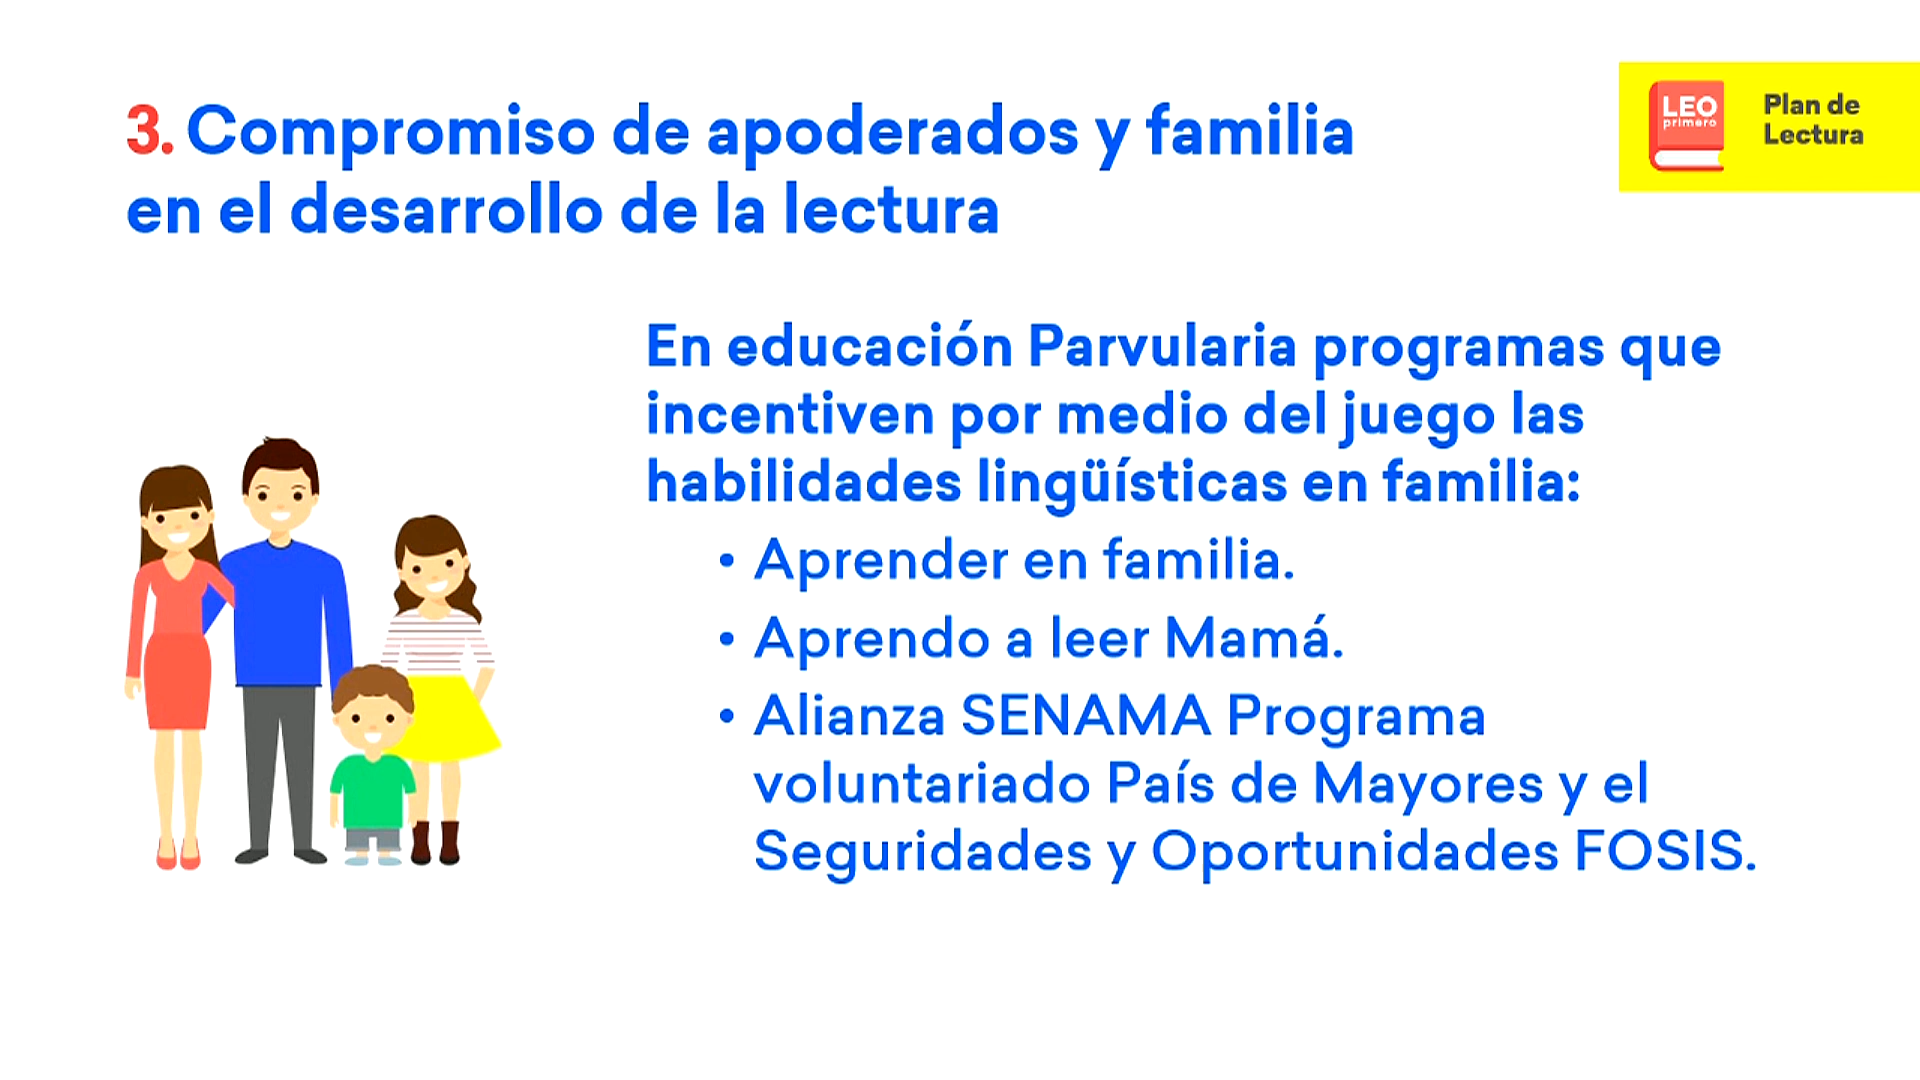 3. Compromiso de apoderados y familia
en el desarrollo de la lectura
LEO
primero
Plan de
Lectura
En educación Parvularia programas que
incentiven por medio del juego las
habilidades lingüísticas en familia:
• Aprender en familia.
• Aprendo a leer Mamá.
• Alianza SENAMA Programa
voluntariado País de Mayores y el
Seguridades y Oportunidades FOSIS.